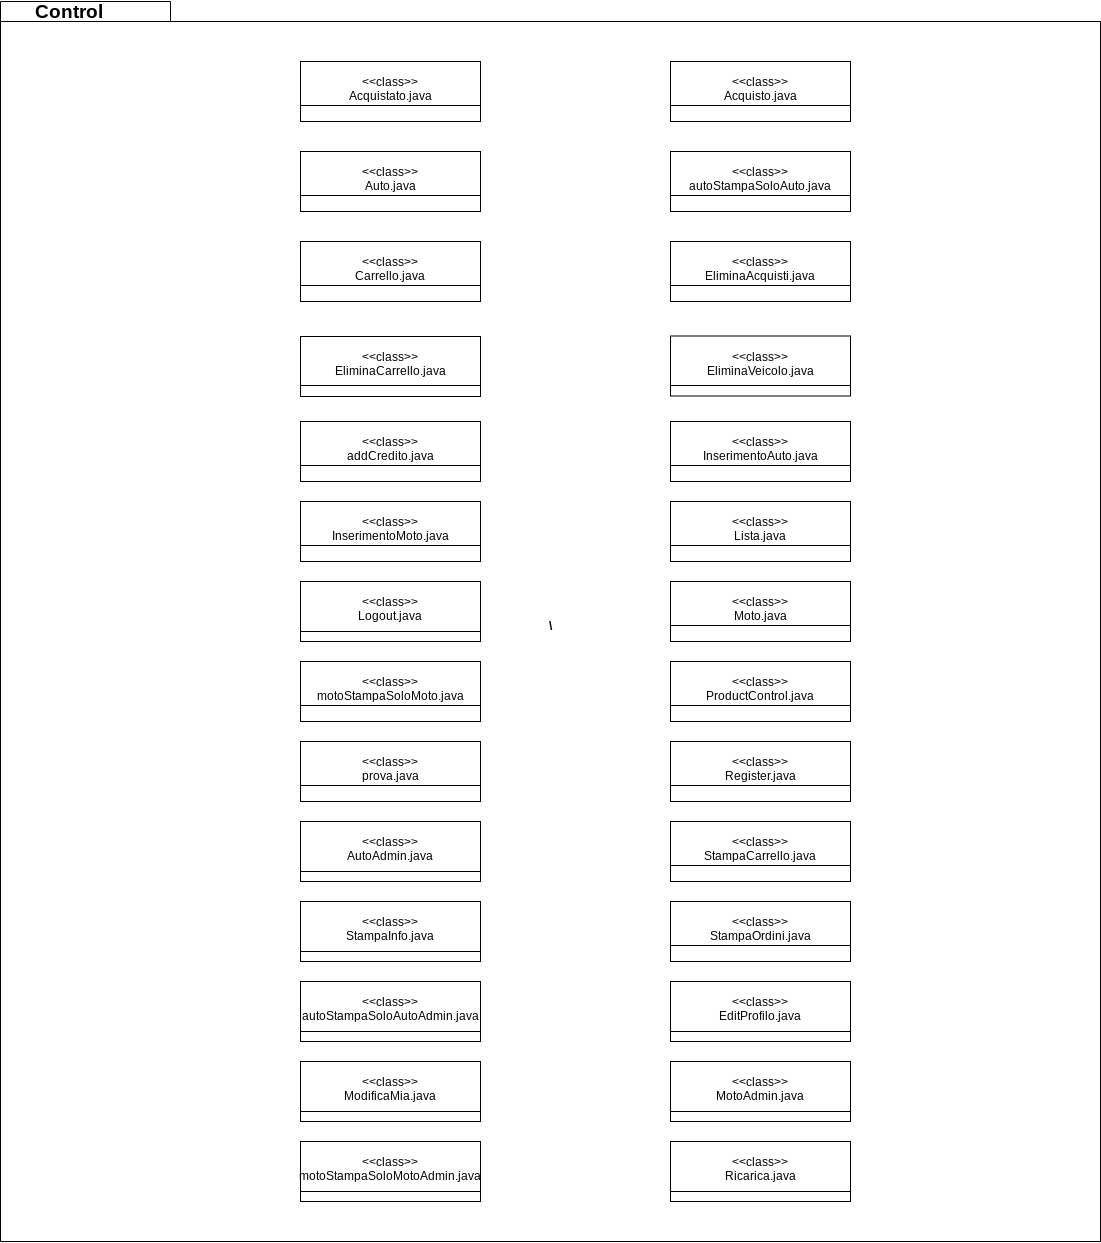 Control
<<class>>
Acquistato.java
<<class>>
Acquisto.java
<<class>>
Auto.java
<<class>>
autoStampaSoloAuto.java
<<class>>
Carrello.java
<<class>>
EliminaAcquisti.java
<<class>>
EliminaCarrello.java
<<class>>
EliminaVeicolo.java
<<class>>
addCredito.java
<<class>>
InserimentoAuto.java
<<class>>
InserimentoMoto.java
<<class>>
Lista.java
<<class>>
Logout.java
\
<<class>>
Moto.java
<<class>>
motoStampaSoloMoto.java
<<class>>
ProductControl.java
<<class>>
prova.java
<<class>>
Register.java
<<class>>
AutoAdmin.java
<<class>>
StampaCarrello.java
<<class>>
StampaInfo.java
<<class>>
StampaOrdini.java
<<class>>
autoStampaSoloAutoAdmin.java
<<class>>
EditProfilo.java
<<class>>
ModificaMia.java
<<class>>
MotoAdmin.java
<<class>>
motoStampaSoloMotoAdmin.java
<<class>>
Ricarica.java